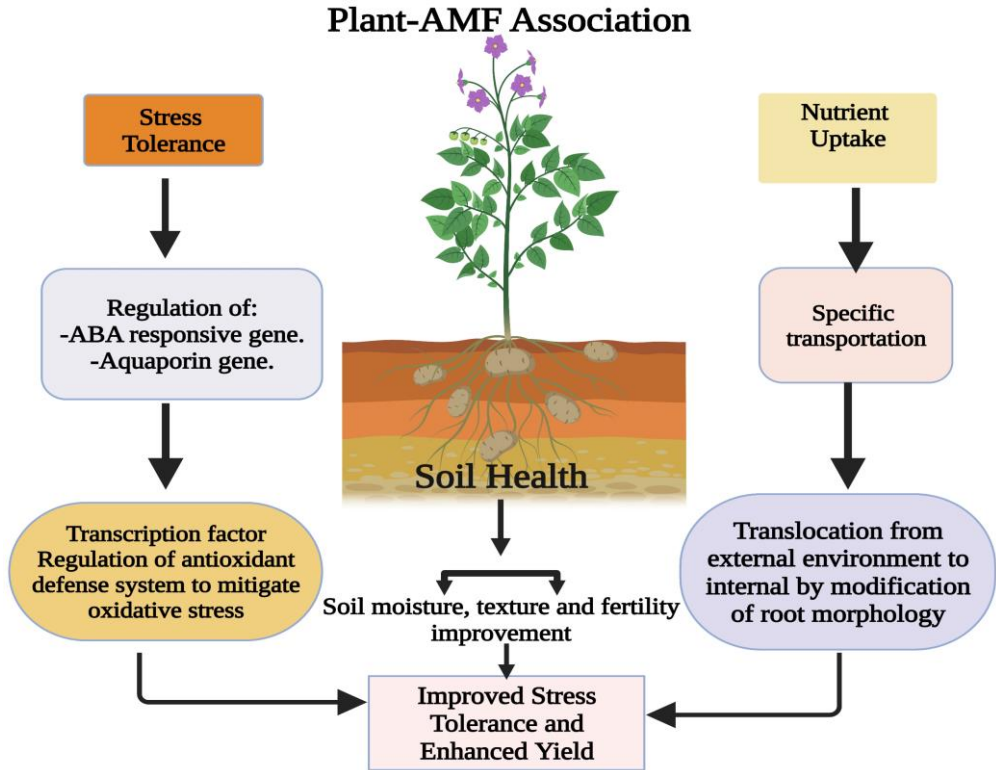 Plant-AMF Association
Stress
Tolerance
Regulation of:
-ABA responsive gene.
-Aquaporin gene.
Transcription factor
Regulation of antioxidant
defense system to mitigate
oxidative stress
Soil Health
Soil moisture, texture and fertility
improvement
Nutrient
Uptake
Specific
transportation
Translocation from
external environment to
internal by modification
of root morphology
Improved Stress
Tolerance and
Enhanced Yield